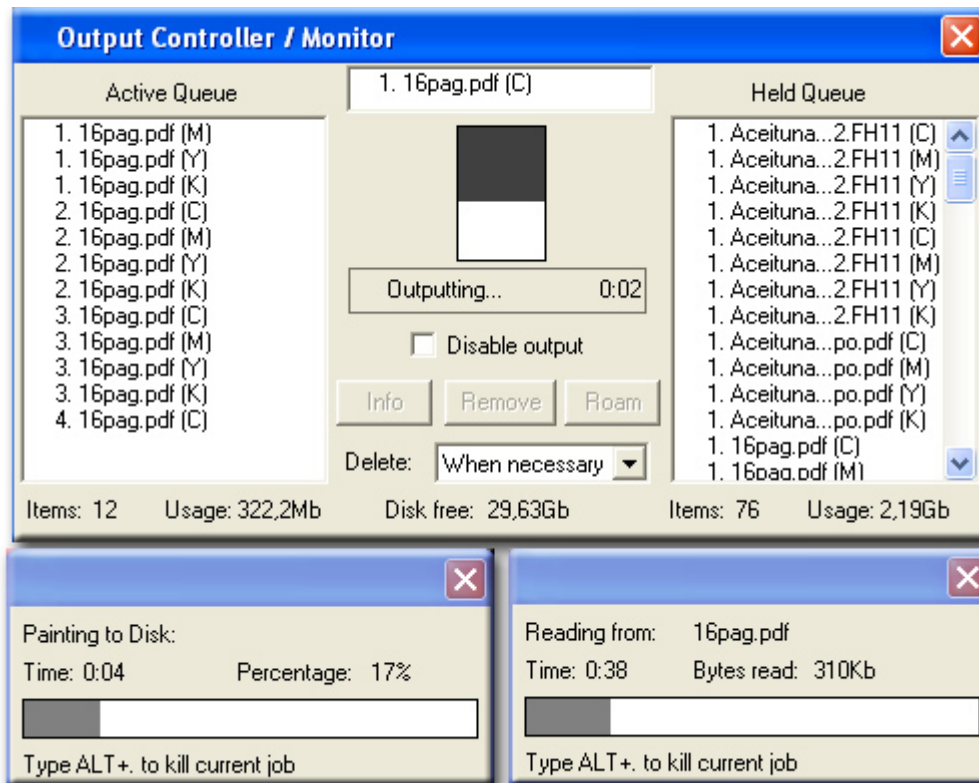 Output Controller / Monitor
Active Queue
1. 16pag.pdf (M)
1. 16pag.pdf (Y)
1. 16pag.pdf (K)
2. 16pag.pdf (C)
2. 16pag.pdf (M)
2. 16pag.pdf (Y)
2. 16pag.pdf (K)
3. 16pag.pdf (C)
3. 16pag.pdf (M)
3. 16pag.pdf (Y)
3. 16pag.pdf (K)
4. 16pag.pdf (C)
Items: 12 Usage: 322,2Mb
1. 16pag.pdf (C)
Outputting... 0:02
Disable output
Info Remove Roam
Delete: When necessary
Disk free: 29,63Gb
Held Queue
1. Aceituna...2.FH11 (C)
1. Aceituna...2.FH11 (M)
1. Aceituna...2.FH11 (Y)
1. Aceituna...2.FH11 (K)
1. Aceituna...2.FH11 (C)
1. Aceituna...2.FH11 (M)
1. Aceituna...2.FH11 (Y)
1. Aceituna...2.FH11 (K)
1. Aceituna...po.pdf (C)
1. Aceituna...po.pdf (M)
1. Aceituna...po.pdf (Y)
1. Aceituna...po.pdf (K)
1. 16pag.pdf (C)
1. 16pag.pdf (M)
Items: 76 Usage: 2,19Gb
Painting to Disk:
Time: 0:04 Percentage: 17%
Type ALT+. to kill current job
Reading from: 16pag.pdf
Time: 0:38 Bytes read: 310Kb
Type ALT+. to kill current job